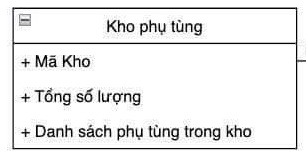 Kho phụ tùng
+ Mã Kho
+ Tổng số lượng
+ Danh sách phụ tùng trong kho